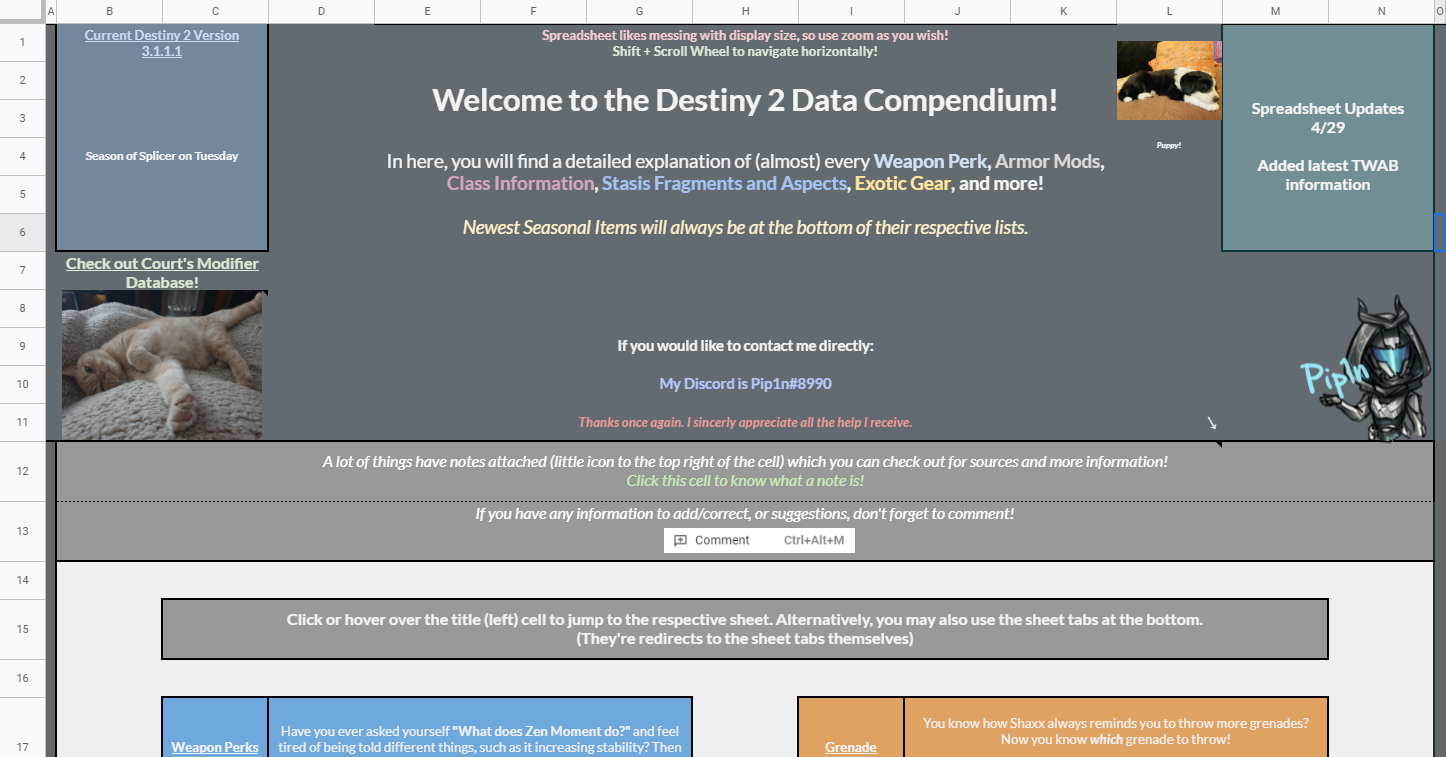 A B C D E F G H I J K L M N O
1
Current Destiny 2 Version
3.1.1.1
Spreadsheet likes messing with display size, so use zoom as you wish!
Shift + Scroll Wheel to navigate horizontally!
2
3
Welcome to the Destiny 2 Data Compendium!
Spreadsheet Updates
4/29
4
Season of Splicer on Tuesday
In here, you will find a detailed explanation of (almost) every Weapon Perk, Armor Mods,
Puppy!
Added latest TWAB
information
5
Class Information, Stasis Fragments and Aspects, Exotic Gear, and more!
6
Newest Seasonal Items will always be at the bottom of their respective lists.
7
Check out Court's Modifier
Database!
8
9
If you would like to contact me directly:
10
My Discord is Pip1n#8990
Pip1n
11
Thanks once again. I sincerly appreciate all the help I receive.
12
A lot of things have notes attached (little icon to the top right of the cell) which you can check out for sources and more information!
Click this cell to know what a note is!
13
If you have any information to add/correct, or suggestions, don't forget to comment!
Comment Ctrl+Alt+M
14
15
Click or hover over the title (left) cell to jump to the respective sheet. Alternatively, you may also use the sheet tabs at the bottom.
(They're redirects to the sheet tabs themselves)
16
17
Weapon Perks
Have you ever asked yourself "What does Zen Moment do?" and feel
tired of being told different things, such as it increasing stability? Then
Grenade
You know how Shaxx always reminds you to throw more grenades?
Now you know which grenade to throw!